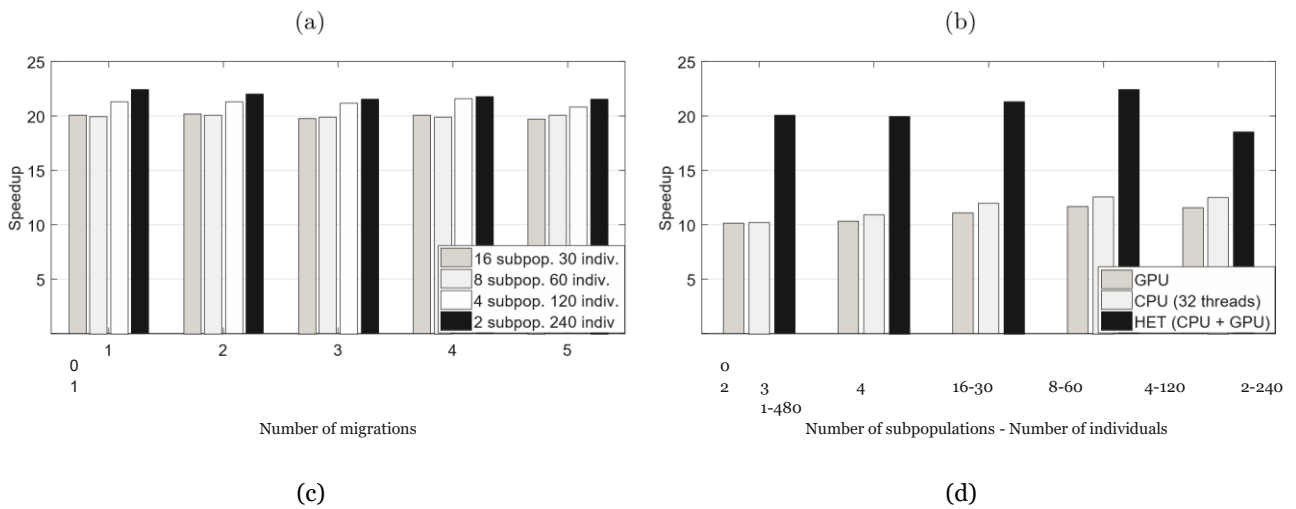 (a)
(b)
25
20
15
10
5
Speedup
16 subpop. 30 indiv.
8 subpop. 60 indiv.
4 subpop. 120 indiv.
2 subpop. 240 indiv
1 2 3 4 5
0
1
Number of migrations
(c)
25
20
15
10
5
Speedup
GPU
CPU (32 threads)
HET (CPU + GPU)
0
2 3 4 16-30 8-60 4-120 2-240
1-480
Number of subpopulations - Number of individuals
(d)